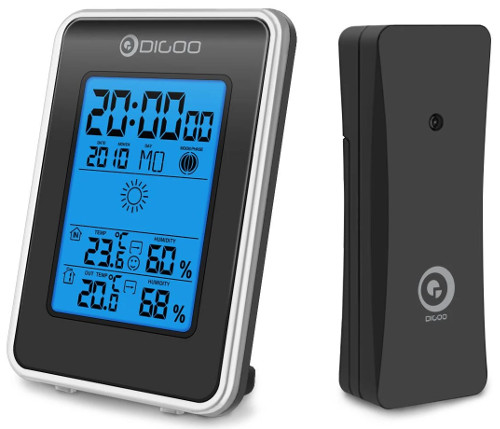 DIGOO
20:00 00
DATE MONTH DAY MOON PHASE
20 10 MO
IN TEMP °C HUMIDITY
23.6 60 %
OUT TEMP °C HUMIDITY
20.0 68 %
DIGOO